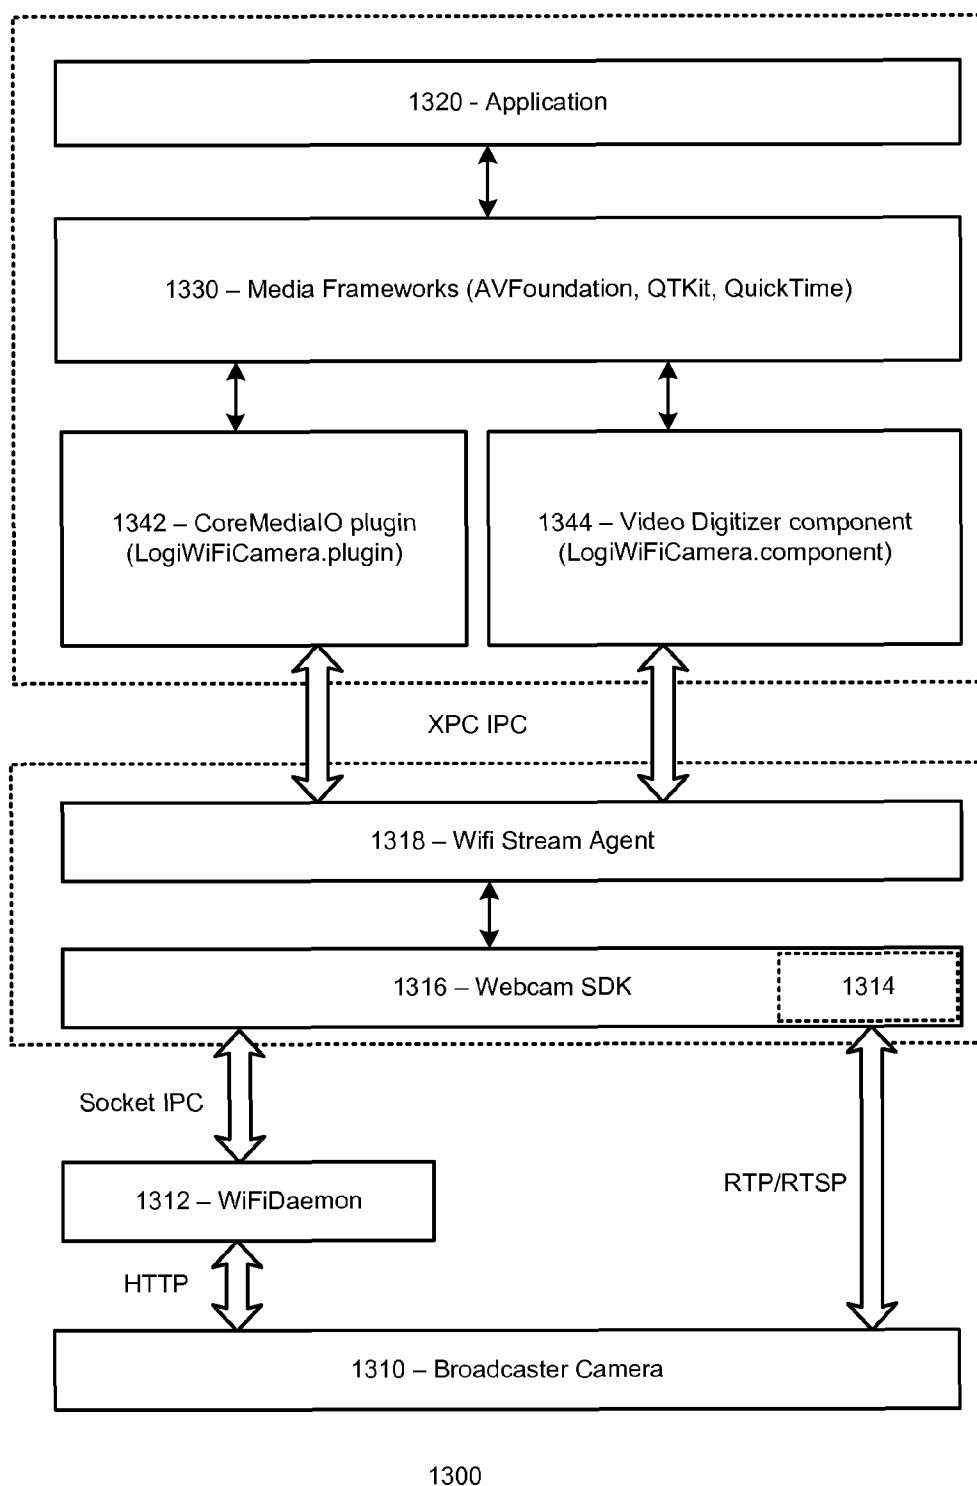 1320 - Application
1330 – Media Frameworks (AVFoundation, QTKit, QuickTime)
1342 – CoreMediaIO plugin
(LogiWiFiCamera.plugin)
1344 – Video Digitizer component
(LogiWiFiCamera.component)
XPC IPC
1318 – Wifi Stream Agent
1316 – Webcam SDK
1314
Socket IPC
1312 – WiFiDaemon
RTP/RTSP
HTTP
1310 – Broadcaster Camera
1300